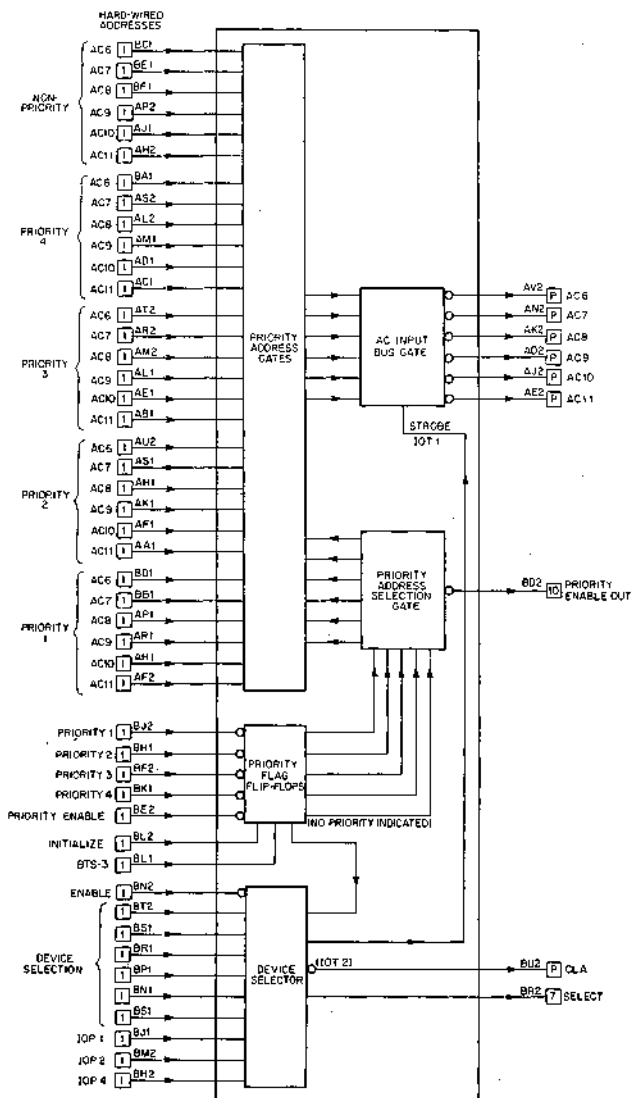 HARD-WIRED
ADDRESSES
NON-
PRIORITY
AC6 1 BC1
AC7 1 BE1
AC8 1 BF1
AC9 1 AP2
AC10 1 AJ1
AC11 1 AH2
PRIORITY
4
AC6 1 BA1
AC7 1 AS2
AC8 1 AL2
AC9 1 AM1
AC10 1 AD1
AC11 1 AC1
PRIORITY
3
AC6 1 AT2
AC7 1 AR2
AC8 1 AM2
AC9 1 AL1
AC10 1 AE1
AC11 1 AB1
PRIORITY
2
AC6 1 AU2
AC7 1 AS1
AC8 1 AH1
AC9 1 AK1
AC10 1 AF1
AC11 1 AA1
PRIORITY
1
AC6 1 BD1
AC7 1 BB1
AC8 1 AP1
AC9 1 AR1
AC10 1 AH1
AC11 1 AF2
PRIORITY
ADDRESS
GATES
AC INPUT
BUS GATE
AV2 P AC6
AN2 P AC7
AK2 P AC8
AD2 P AC9
AJ2 P AC10
AE2 P AC11
STROBE
IOT 1
PRIORITY
ADDRESS
SELECTION
GATE
BD2 10 PRIORITY
ENABLE OUT
PRIORITY 1 1 BJ2
PRIORITY 2 1 BH1
PRIORITY 3 1 BF2
PRIORITY 4 1 BK1
PRIORITY ENABLE 1 BE2
PRIORITY
FLAG
FLIP-FLOPS
(NO PRIORITY INDICATED)
INITIALIZE 1 BL2
BTS-3 1 BL1
ENABLE 1 BN2
DEVICE
SELECTION
1 BT2
1 BS1
1 BR1
1 BP1
1 BN1
1 BS1
IOP 1 1 BJ1
IOP 2 1 BM2
IOP 4 1 BH2
DEVICE
SELECTOR
(IOT 2)
BU2 P CLA
BR2 7 SELECT